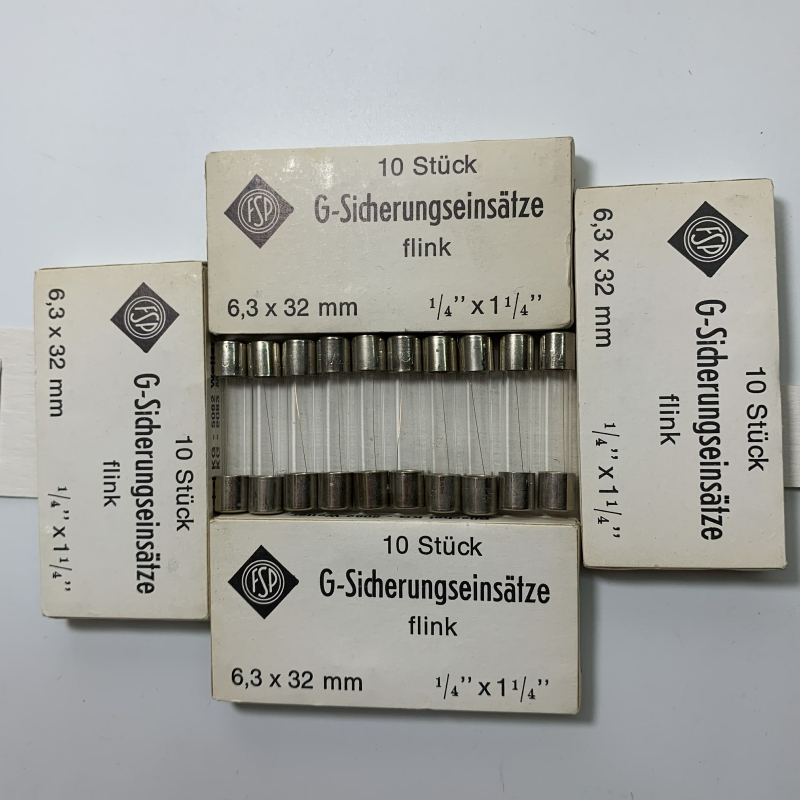 10 Stück
FSP
G-Sicherungseinsätze
flink
6,3 x 32 mm
1/4" x 1 1/4"
10 Stück
FSP
G-Sicherungseinsätze
flink
6,3 x 32 mm
1/4" x 1 1/4"
10 Stück
FSP
G-Sicherungseinsätze
flink
6,3 x 32 mm
1/4" x 1 1/4"
10 Stück
FSP
G-Sicherungseinsätze
flink
6,3 x 32 mm
1/4" x 1 1/4"